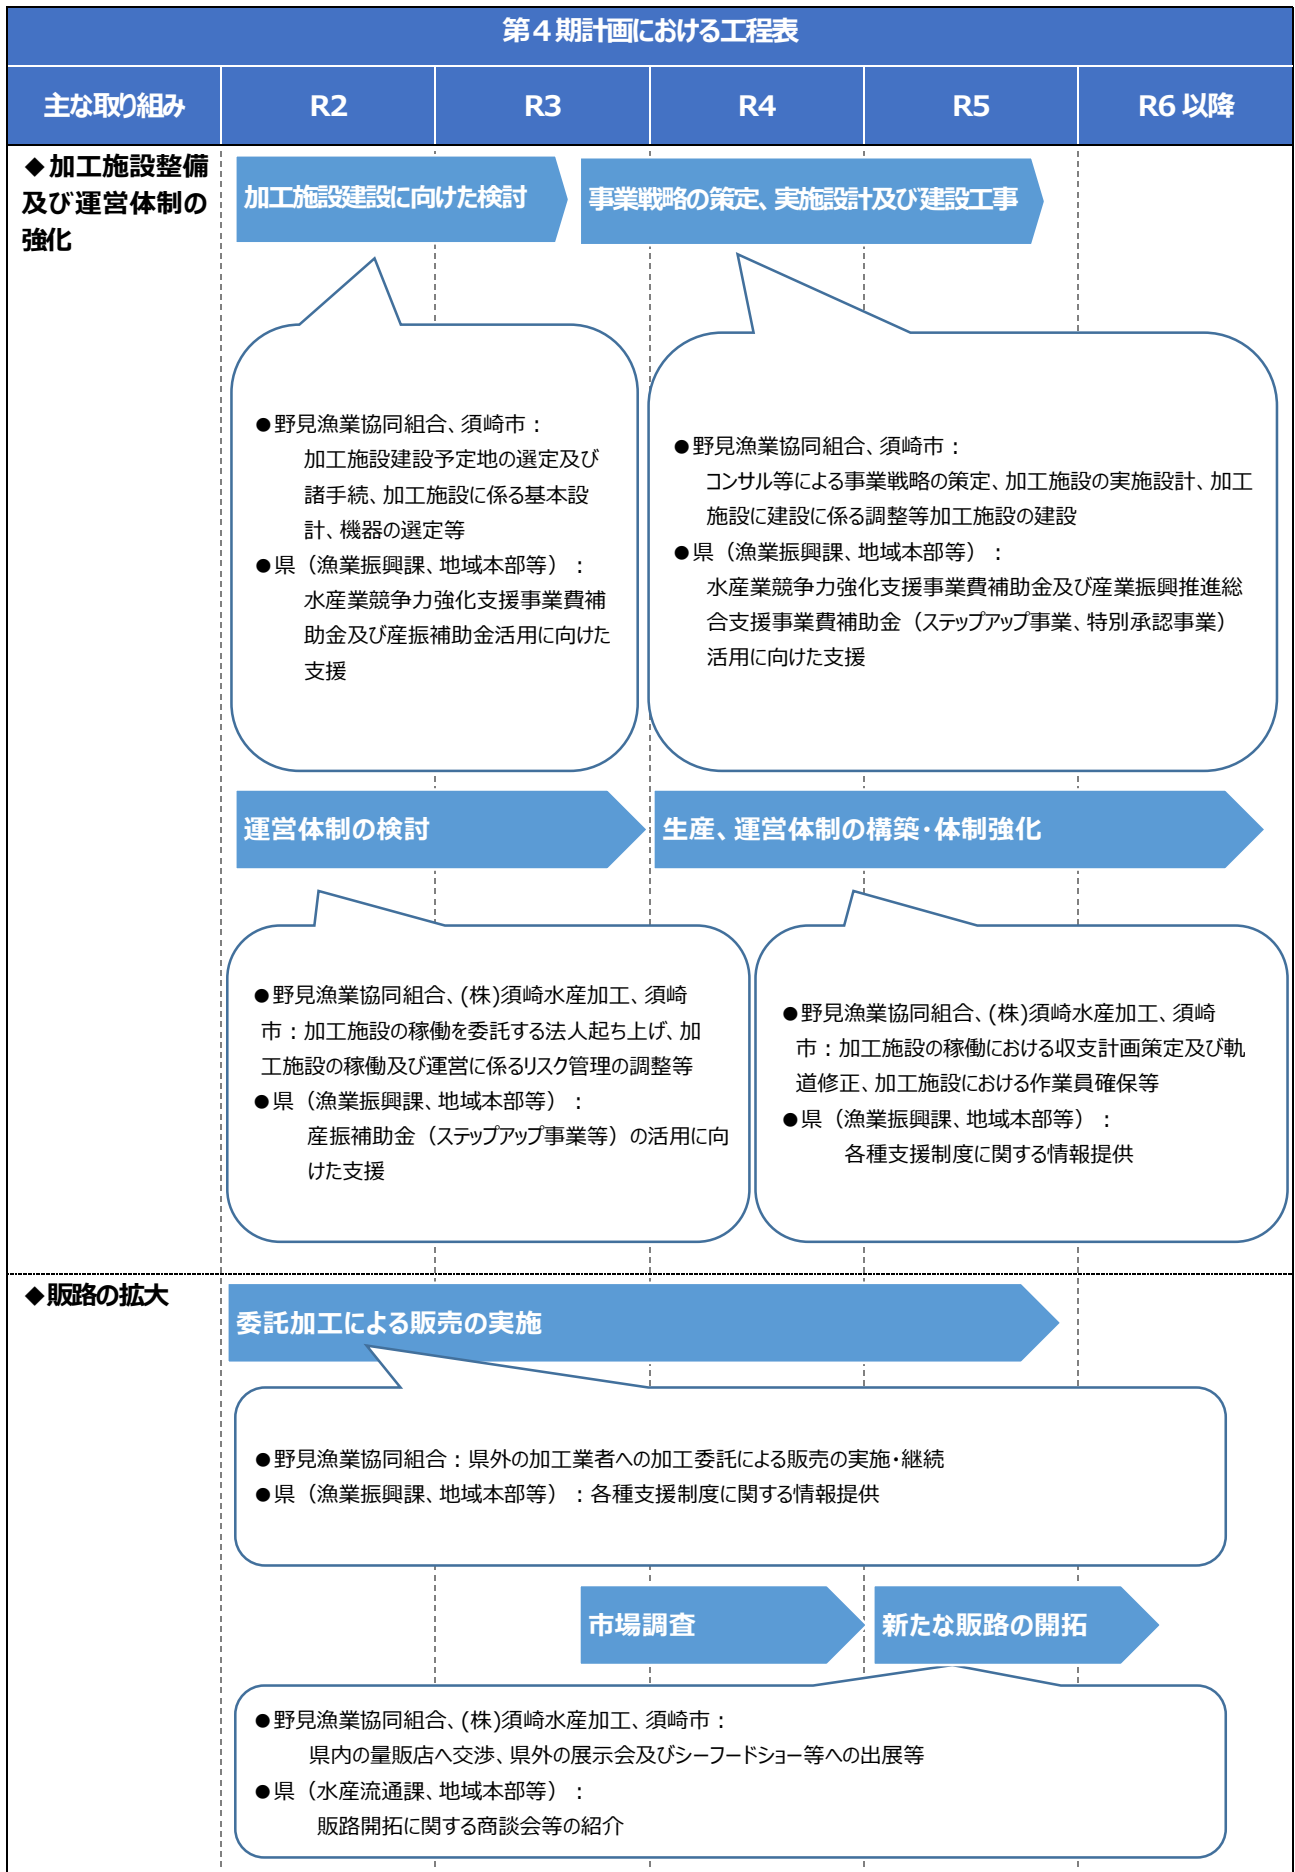 第4期計画における工程表
主な取り組み
R2
R3
R4
R5
R6 以降
◆加工施設整備
及び運営体制の
強化
加工施設建設に向けた検討
事業戦略の策定、実施設計及び建設工事
●野見漁業協同組合、須崎市：
加工施設建設予定地の選定及び
諸手続、加工施設に係る基本設
計、機器の選定等
●県（漁業振興課、地域本部等）：
水産業競争力強化支援事業費補
助金及び産振補助金活用に向けた
支援
●野見漁業協同組合、須崎市：
コンサル等による事業戦略の策定、加工施設の実施設計、加工
施設に建設に係る調整等加工施設の建設
●県（漁業振興課、地域本部等）：
水産業競争力強化支援事業費補助金及び産業振興推進総
合支援事業費補助金（ステップアップ事業、特別承認事業）
活用に向けた支援
運営体制の検討
生産、運営体制の構築・体制強化
●野見漁業協同組合、(株)須崎水産加工、須崎
市：加工施設の稼働を委託する法人起ち上げ、加
工施設の稼働及び運営に係るリスク管理の調整等
●県（漁業振興課、地域本部等）：
産振補助金（ステップアップ事業等）の活用に向
けた支援
●野見漁業協同組合、(株)須崎水産加工、須崎
市：加工施設の稼働における収支計画策定及び軌
道修正、加工施設における作業員確保等
●県（漁業振興課、地域本部等）：
各種支援制度に関する情報提供
◆販路の拡大
委託加工による販売の実施
●野見漁業協同組合：県外の加工業者への加工委託による販売の実施・継続
●県（漁業振興課、地域本部等）：各種支援制度に関する情報提供
市場調査
新たな販路の開拓
●野見漁業協同組合、(株)須崎水産加工、須崎市：
県内の量販店へ交渉、県外の展示会及びシーフードショー等への出展等
●県（水産流通課、地域本部等）：
販路開拓に関する商談会等の紹介